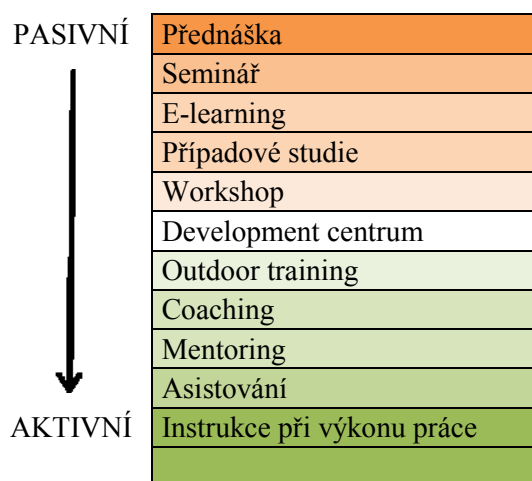 PASIVNÍ Přednáška
Seminář
E-learning
Případové studie
Workshop
Development centrum
Outdoor training
Coaching
Mentoring
Asistování
AKTIVNÍ Instrukce při výkonu práce